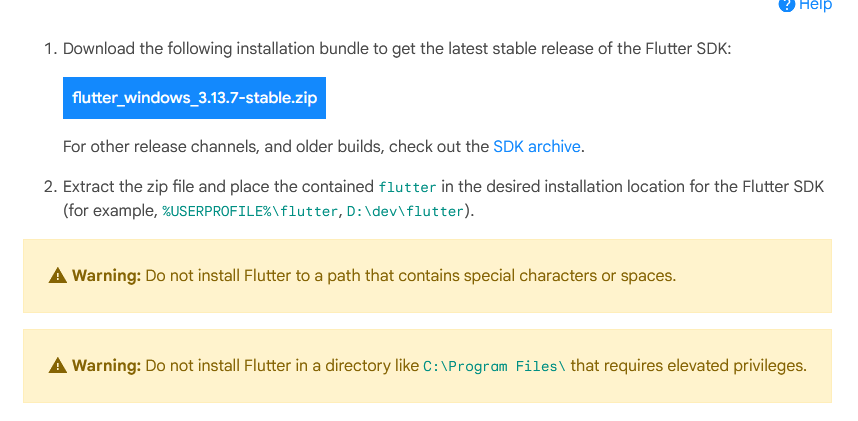 Help
1. Download the following installation bundle to get the latest stable release of the Flutter SDK:
flutter_windows_3.13.7-stable.zip
For other release channels, and older builds, check out the SDK archive.
2. Extract the zip file and place the contained flutter in the desired installation location for the Flutter SDK
(for example, %USERPROFILE%\flutter, D:\dev\flutter).
Warning: Do not install Flutter to a path that contains special characters or spaces.
Warning: Do not install Flutter in a directory like C:\Program Files\ that requires elevated privileges.